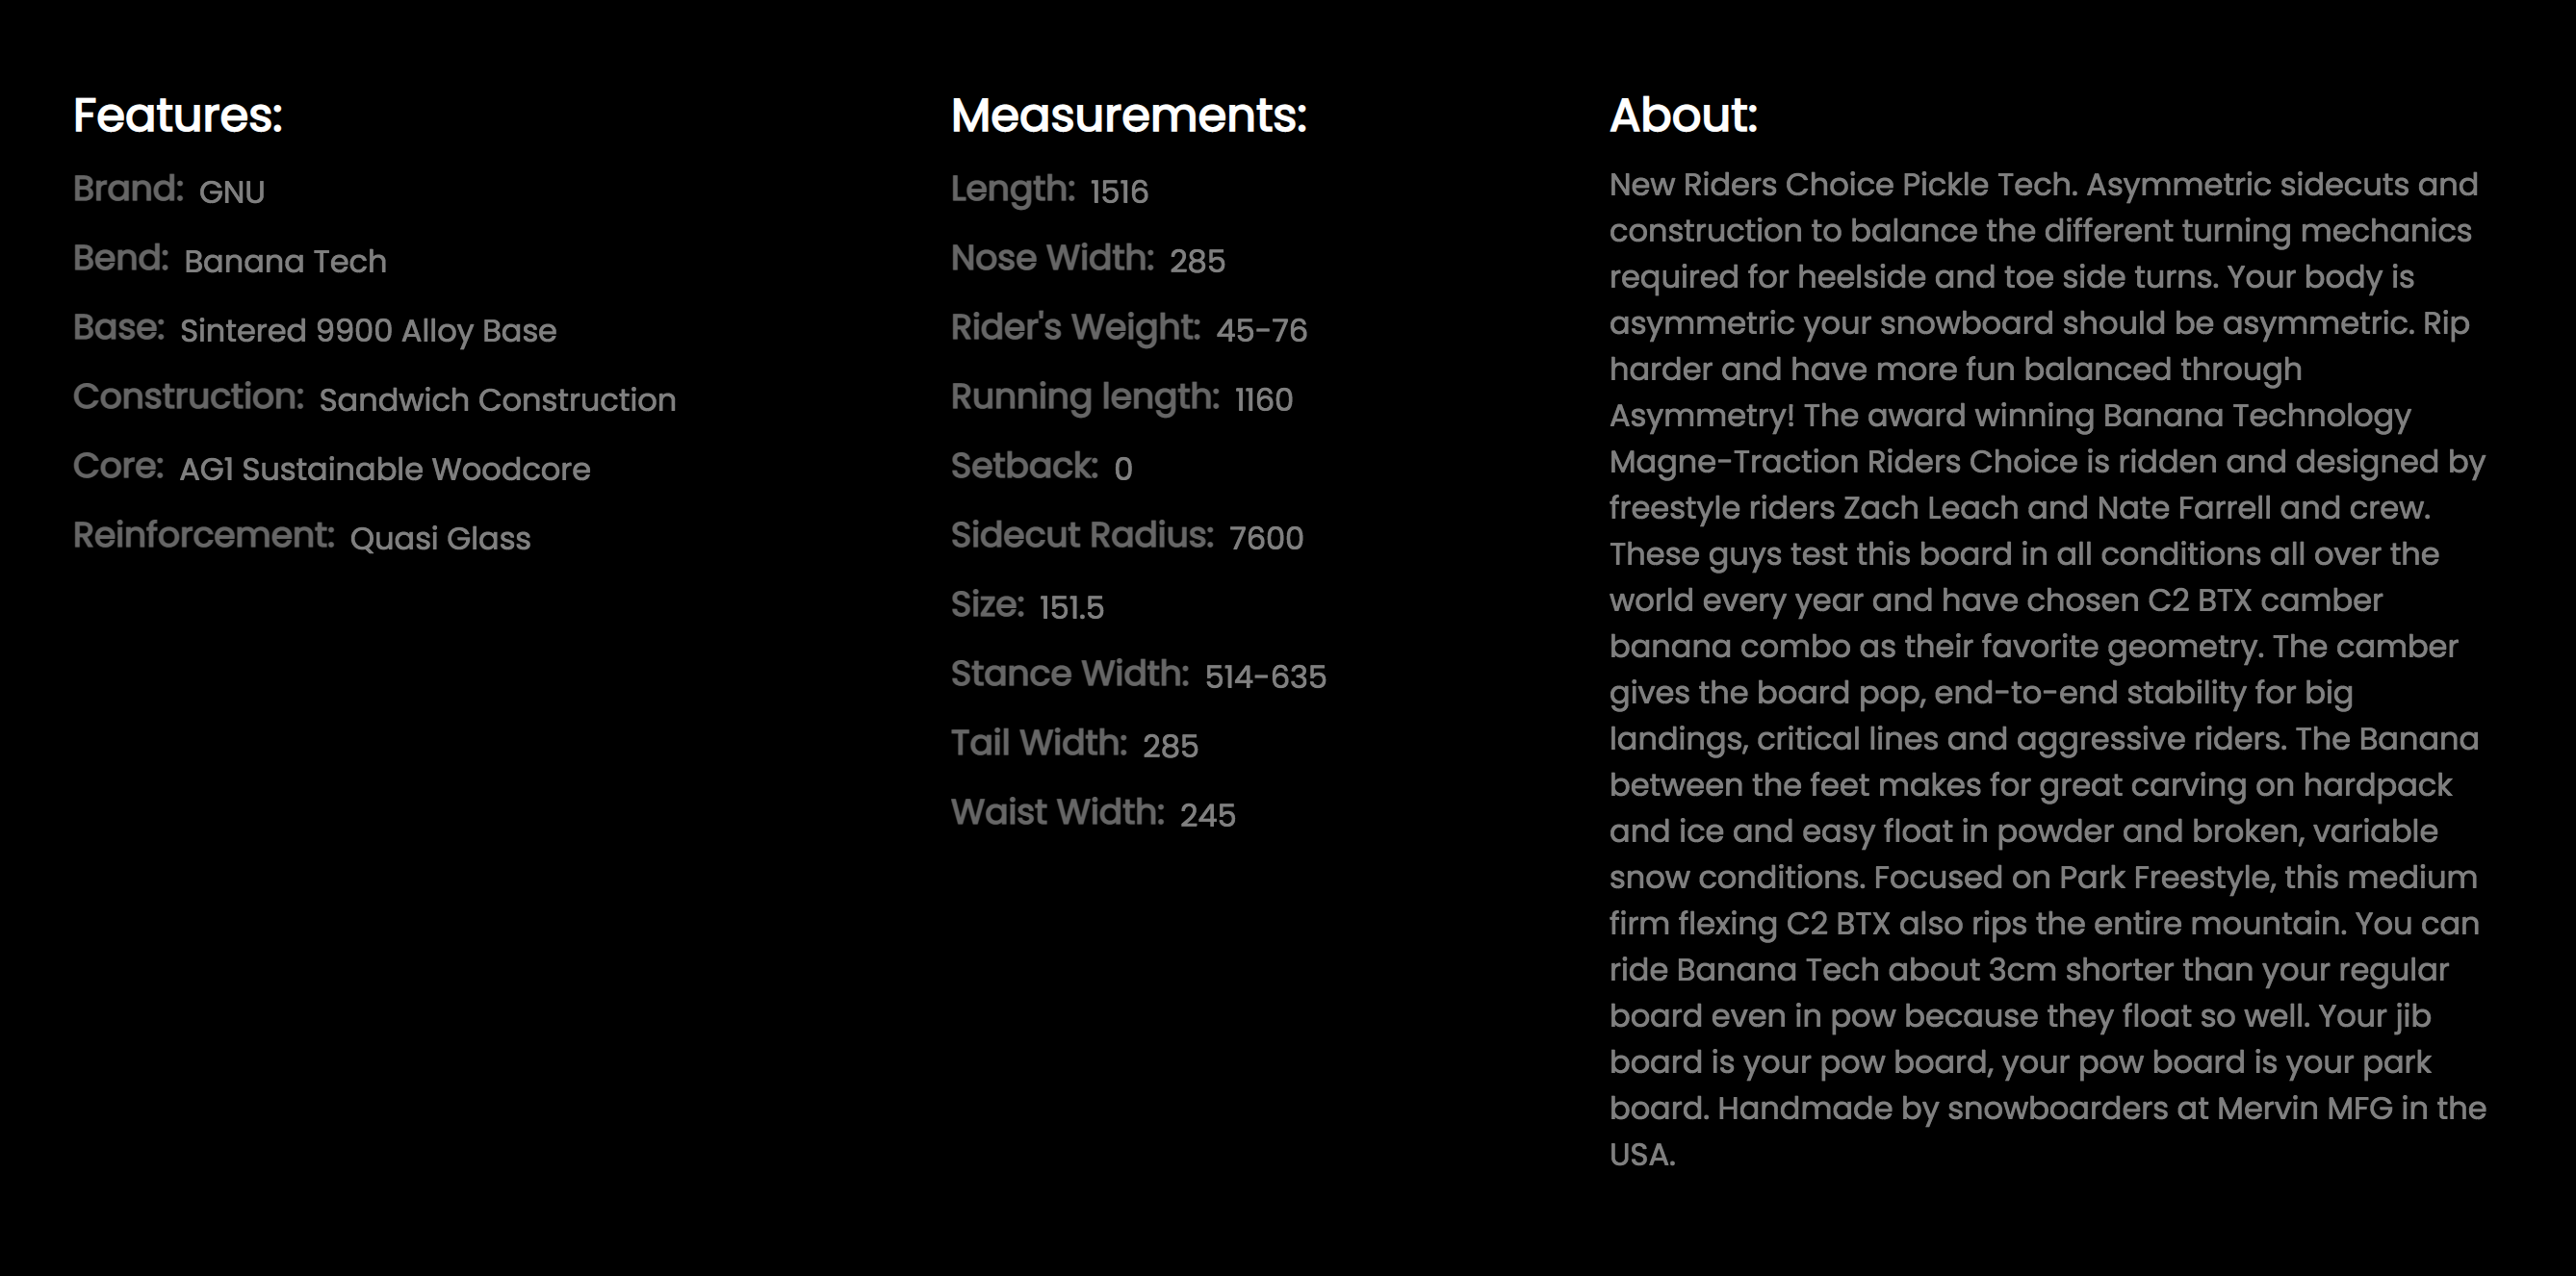 Features:
Brand: GNU
Bend: Banana Tech
Base: Sintered 9900 Alloy Base
Construction: Sandwich Construction
Core: AG1 Sustainable Woodcore
Reinforcement: Quasi Glass
Measurements:
Length: 1516
Nose Width: 285
Rider's Weight: 45-76
Running length: 1160
Setback: 0
Sidecut Radius: 7600
Size: 151.5
Stance Width: 514-635
Tail Width: 285
Waist Width: 245
About:
New Riders Choice Pickle Tech. Asymmetric sidecuts and
construction to balance the different turning mechanics
required for heelside and toe side turns. Your body is
asymmetric your snowboard should be asymmetric. Rip
harder and have more fun balanced through
Asymmetry! The award winning Banana Technology
Magne-Traction Riders Choice is ridden and designed by
freestyle riders Zach Leach and Nate Farrell and crew.
These guys test this board in all conditions all over the
world every year and have chosen C2 BTX camber
banana combo as their favorite geometry. The camber
gives the board pop, end-to-end stability for big
landings, critical lines and aggressive riders. The Banana
between the feet makes for great carving on hardpack
and ice and easy float in powder and broken, variable
snow conditions. Focused on Park Freestyle, this medium
firm flexing C2 BTX also rips the entire mountain. You can
ride Banana Tech about 3cm shorter than your regular
board even in pow because they float so well. Your jib
board is your pow board, your pow board is your park
board. Handmade by snowboarders at Mervin MFG in the
USA.